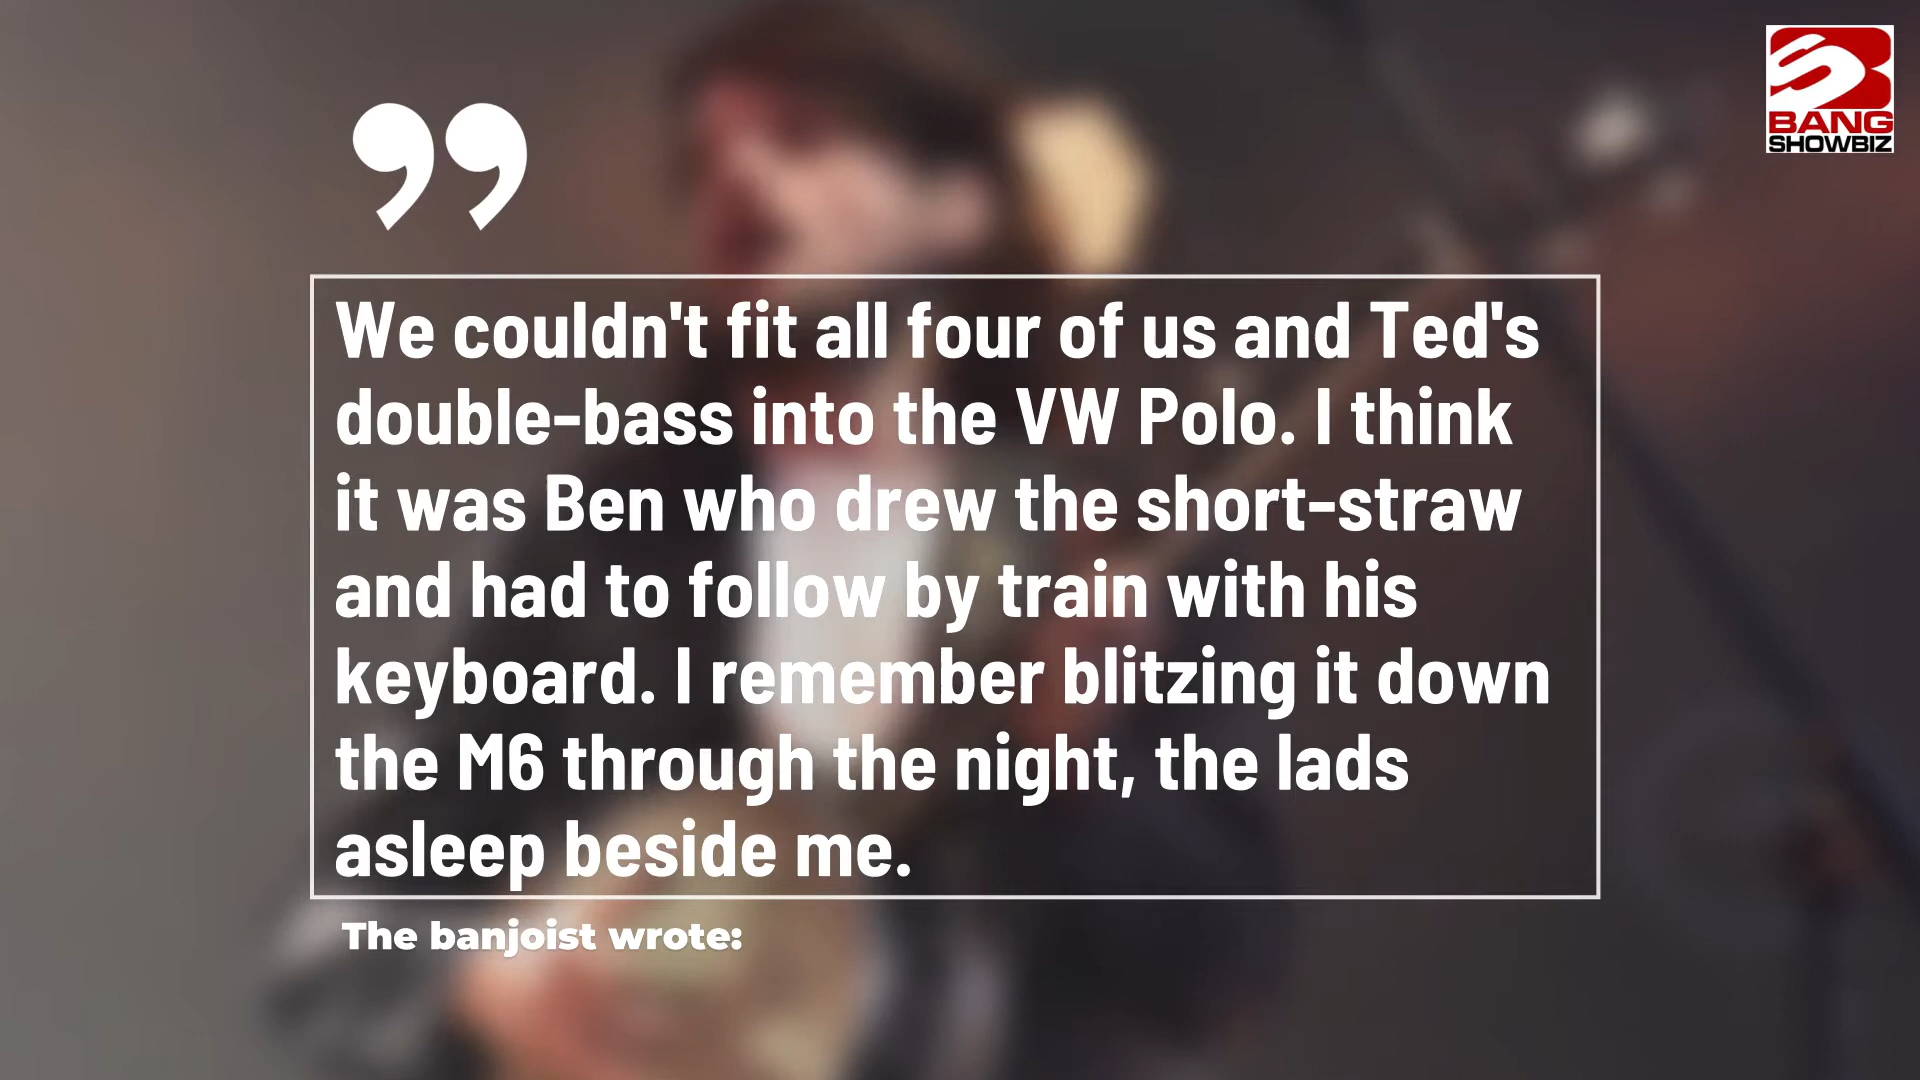 BANG
SHOWBIZ
”
We couldn't fit all four of us and Ted's
double-bass into the VW Polo. I think
it was Ben who drew the short-straw
and had to follow by train with his
keyboard. I remember blitzing it down
the M6 through the night, the lads
asleep beside me.
The banjoist wrote: